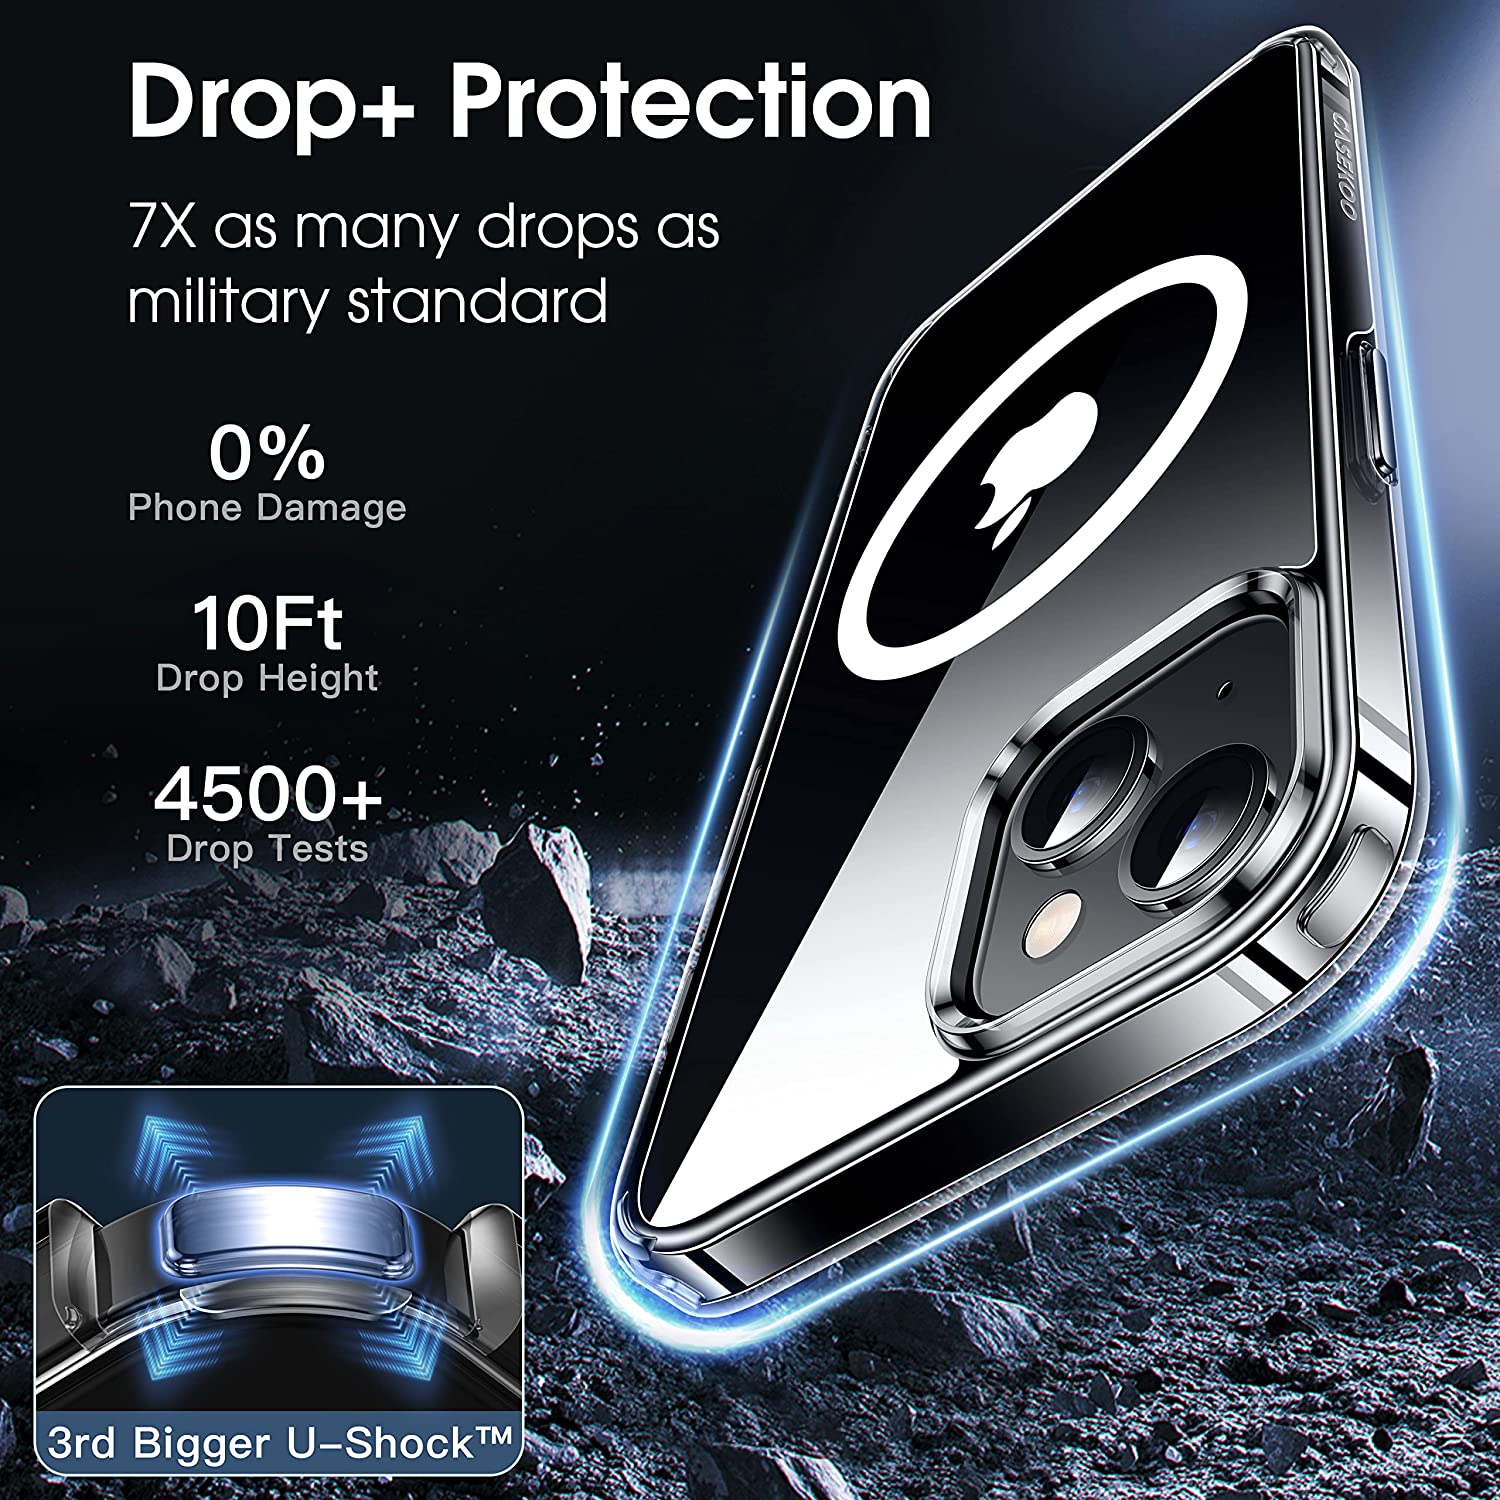 Drop+ Protection
7X as many drops as
military standard
0%
Phone Damage
10Ft
Drop Height
4500+
Drop Tests
CASEKOO
3rd Bigger U-Shock™